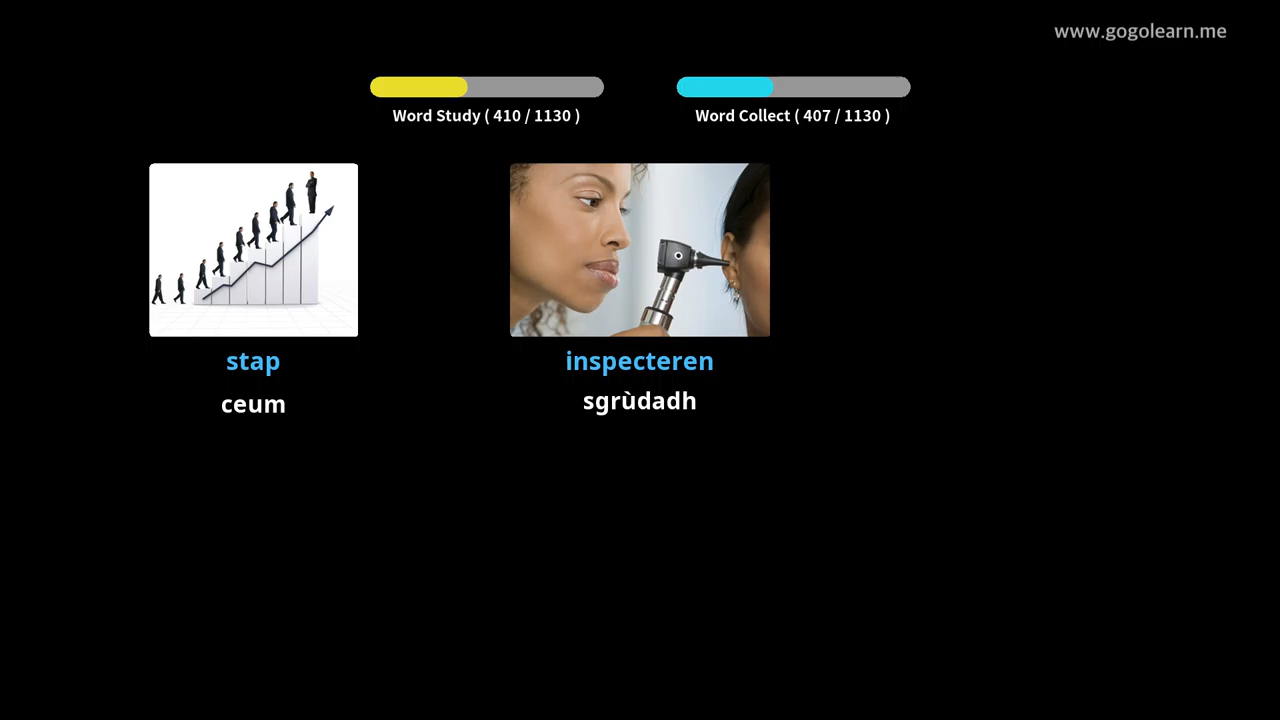 www.gogolearn.me
Word Study ( 410 / 1130 )
Word Collect ( 407 / 1130 )
stap
ceum
inspecteren
sgrùdadh